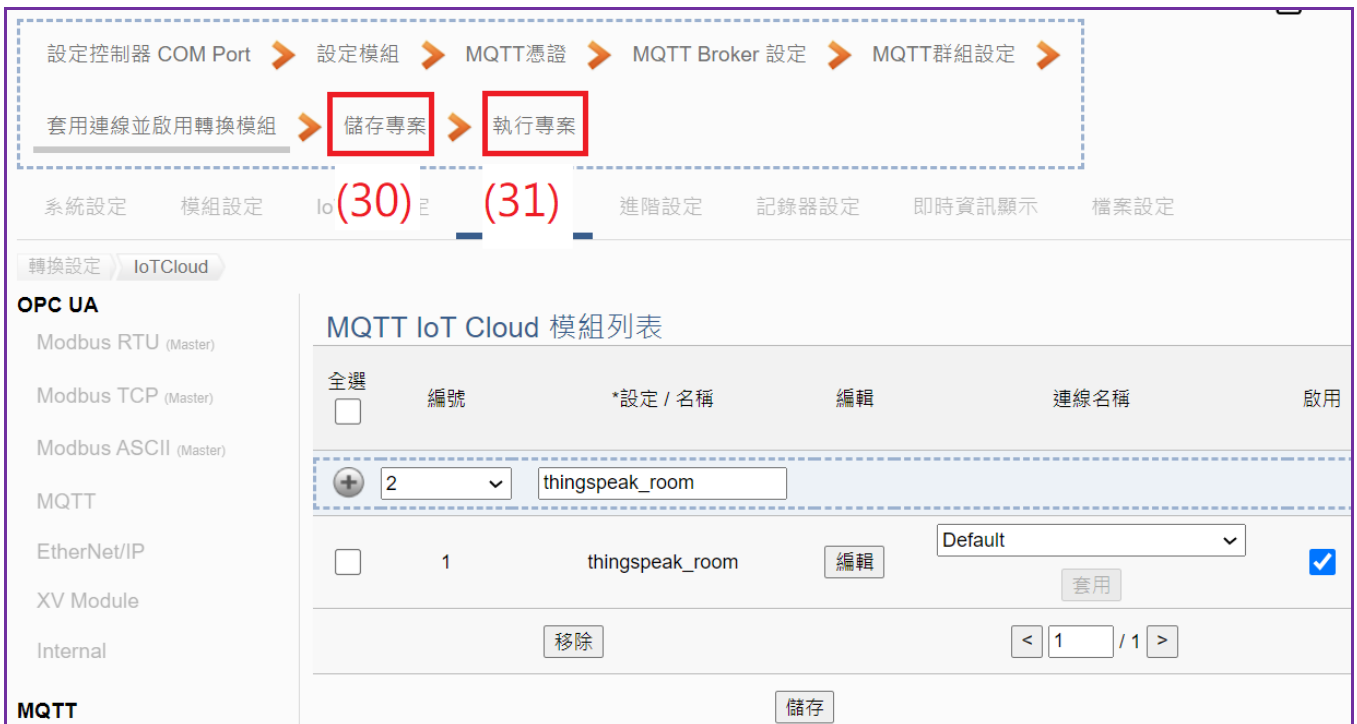 設定控制器 COM Port 設定模組 MQTT憑證 MQTT Broker 設定 MQTT群組設定
套用連線並啟用轉換模組 儲存專案 執行專案
(30) (31)
系統設定 模組設定 進階設定 記錄器設定 即時資訊顯示 檔案設定
轉換設定 IoTCloud
OPC UA
Modbus RTU (Master)
Modbus TCP (Master)
Modbus ASCII (Master)
MQTT
EtherNet/IP
XV Module
Internal
MQTT
MQTT IoT Cloud 模組列表
全選 編號 *設定 / 名稱 編輯 連線名稱 啟用
2 thingspeak_room
1 thingspeak_room 編輯 Default
套用
移除 < 1 / 1 >
儲存